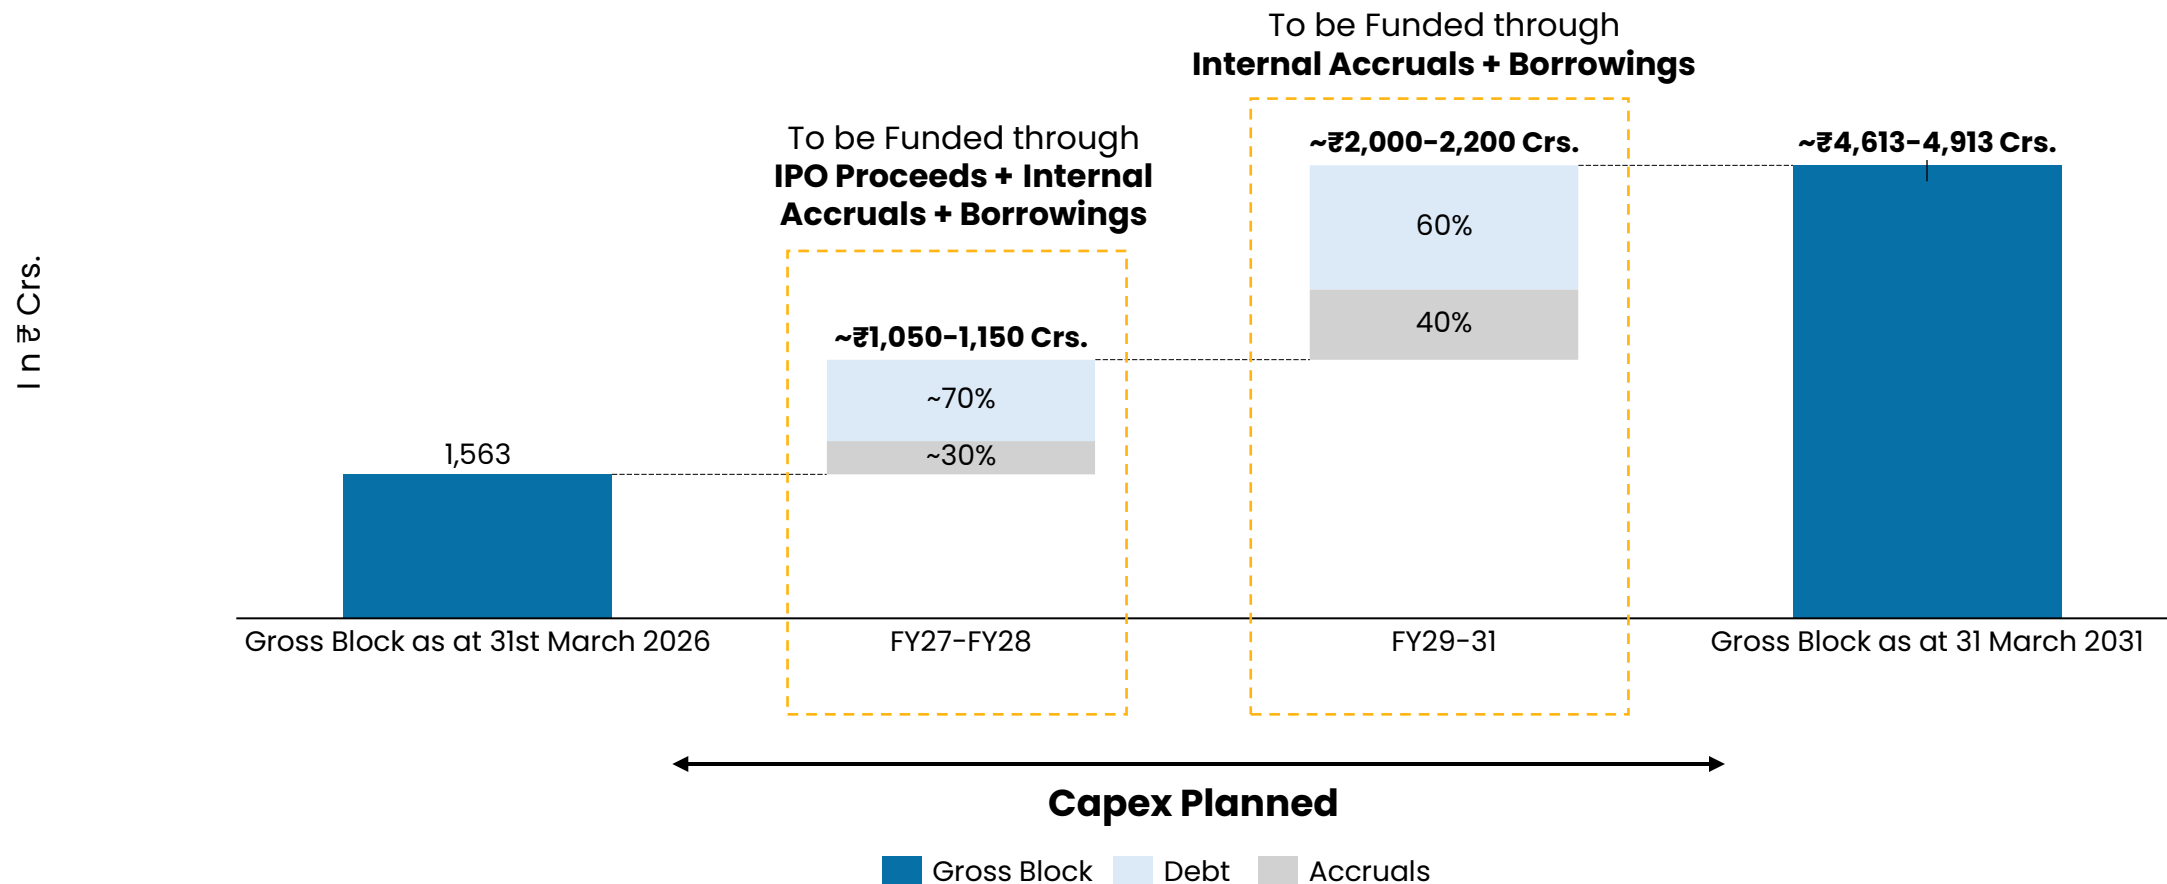 To be Funded through
Internal Accruals + Borrowings
To be Funded through
IPO Proceeds + Internal
Accruals + Borrowings
~₹2,000-2,200 Crs.
~₹4,613-4,913 Crs.
60%
40%
In ₹ Crs.
~₹1,050-1,150 Crs.
~70%
~30%
1,563
Gross Block as at 31st March 2026
FY27-FY28
FY29-31
Gross Block as at 31 March 2031
Capex Planned
Gross Block
Debt
Accruals